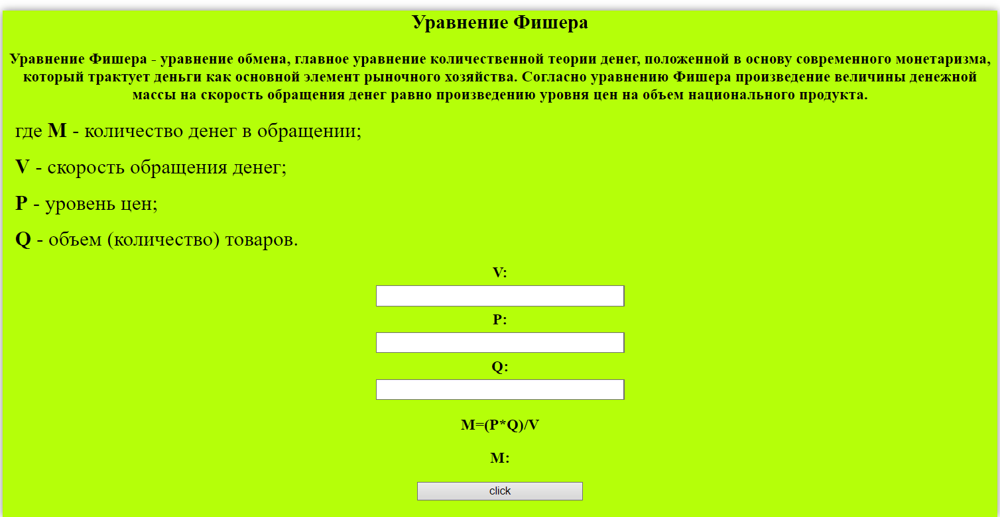 Уравнение Фишера
Уравнение Фишера - уравнение обмена, главное уравнение количественной теории денег, положенной в основу современного монетаризма,
который трактует деньги как основной элемент рыночного хозяйства. Согласно уравнению Фишера произведение величины денежной
массы на скорость обращения денег равно произведению уровня цен на объем национального продукта.
где M - количество денег в обращении;
V - скорость обращения денег;
P - уровень цен;
Q - объем (количество) товаров.
V:
P:
Q:
M=(P*Q)/V
M:
click